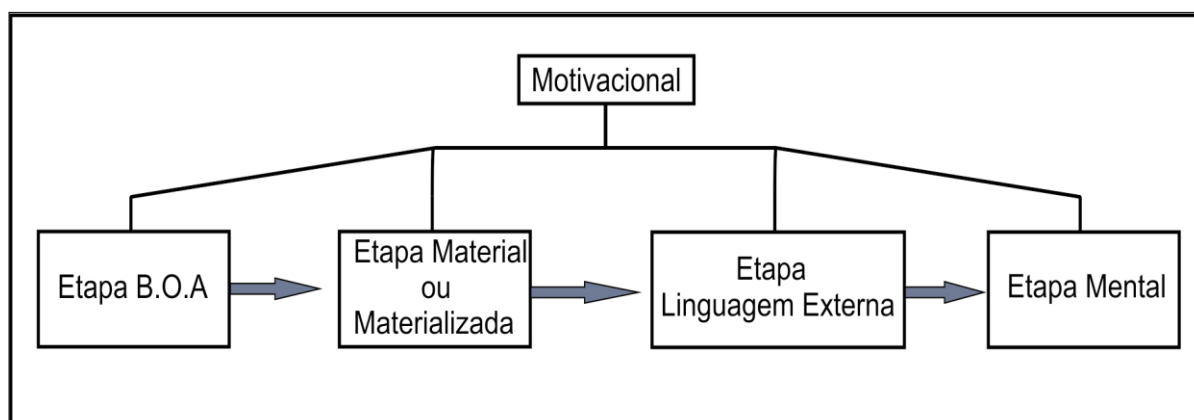 Motivacional
Etapa B.O.A
Etapa Material
ou
Materializada
Etapa
Linguagem Externa
Etapa Mental